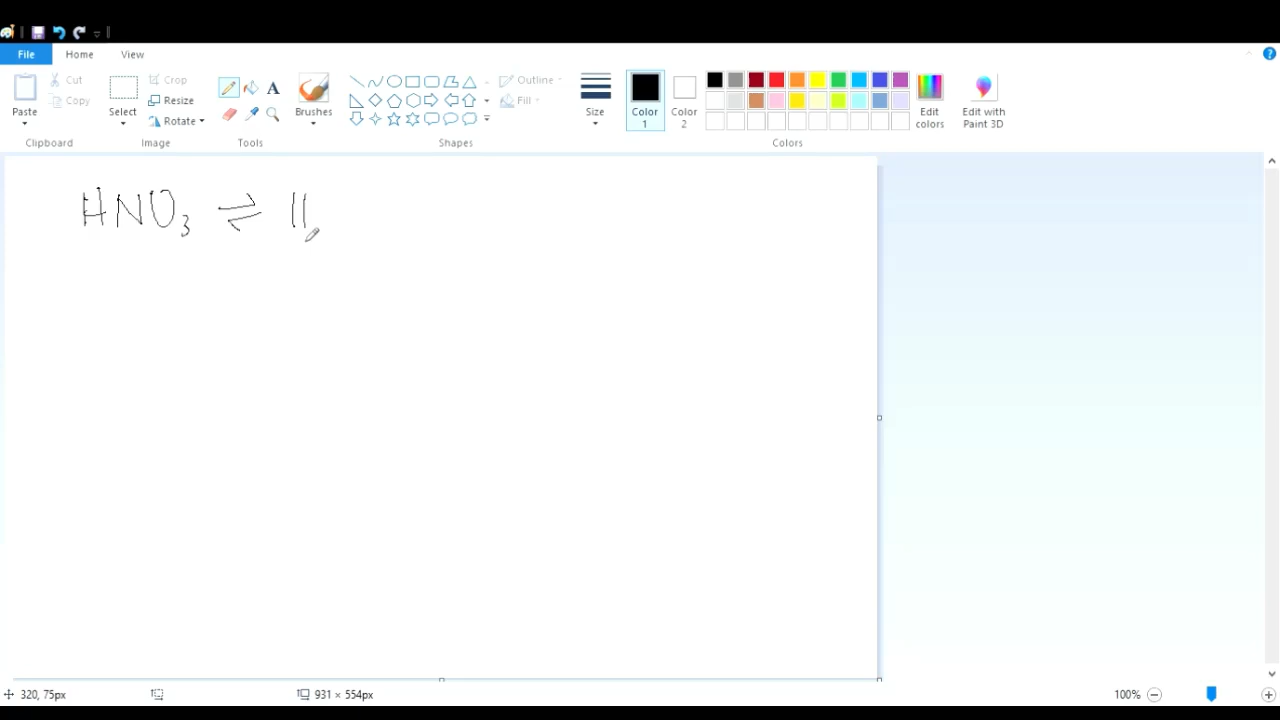 File Home View
Paste Cut Copy Clipboard
Select Crop Resize Rotate Image
Tools
Brushes
Outline Fill Shapes
Size
Color 1
Color 2
Edit colors
Edit with Paint 3D
Colors
HNO₃ ⇌
320, 75px 931 × 554px 100%